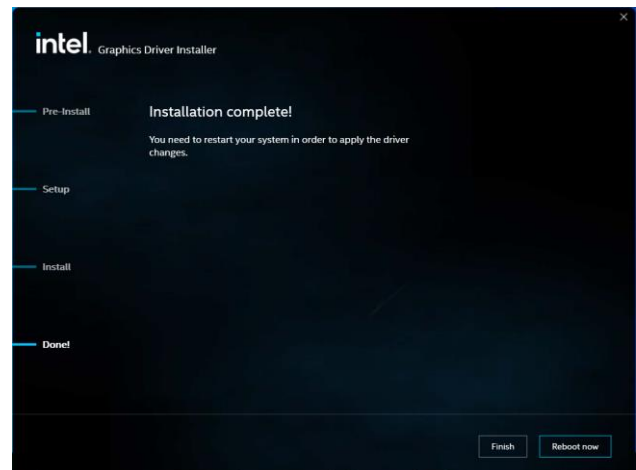 intel. Graphics Driver Installer
Pre-Install
Installation complete!
You need to restart your system in order to apply the driver
changes.
Setup
Install
Done!
Finish
Reboot now